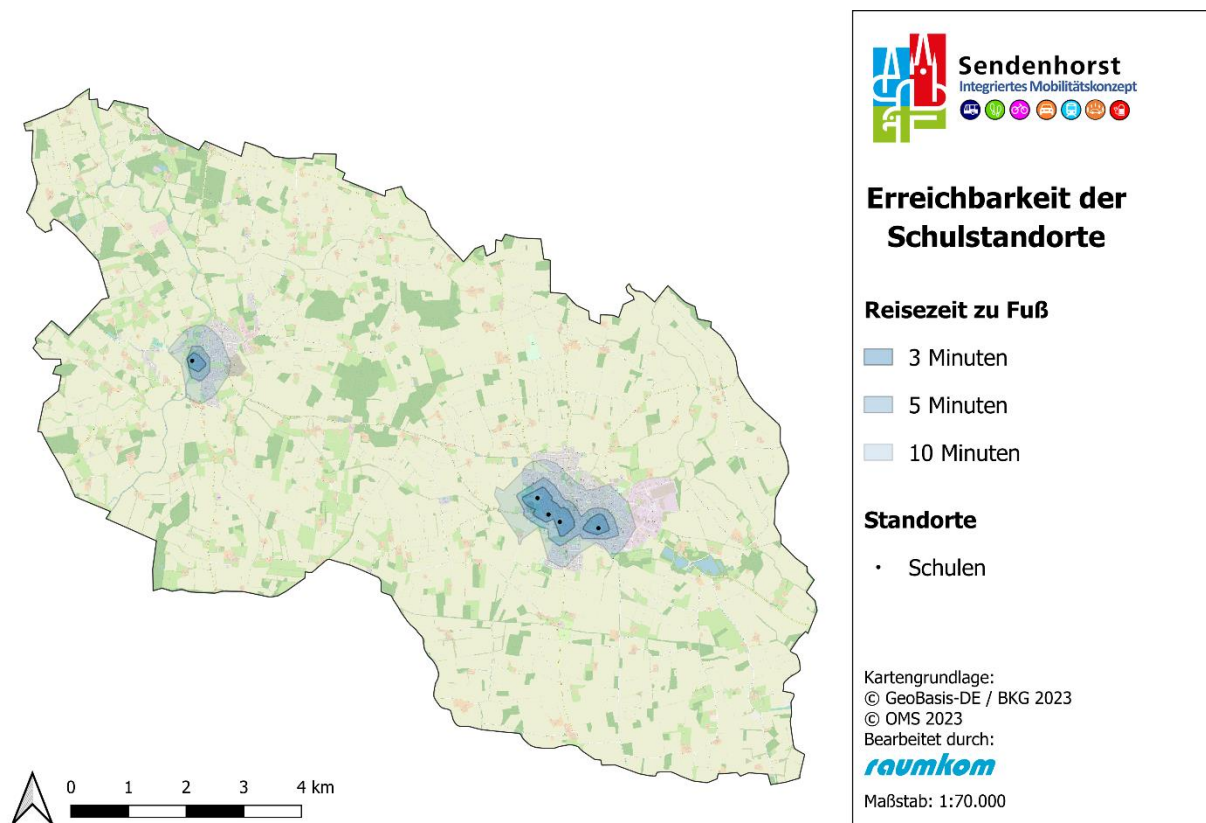 Sendenhorst
Integriertes Mobilitätskonzept
Erreichbarkeit der
Schulstandorte
Reisezeit zu Fuß
3 Minuten
5 Minuten
10 Minuten
Standorte
Schulen
Kartengrundlage:
© GeoBasis-DE / BKG 2023
© OMS 2023
Bearbeitet durch:
raumkom
Maßstab: 1:70.000
0 1 2 3 4 km